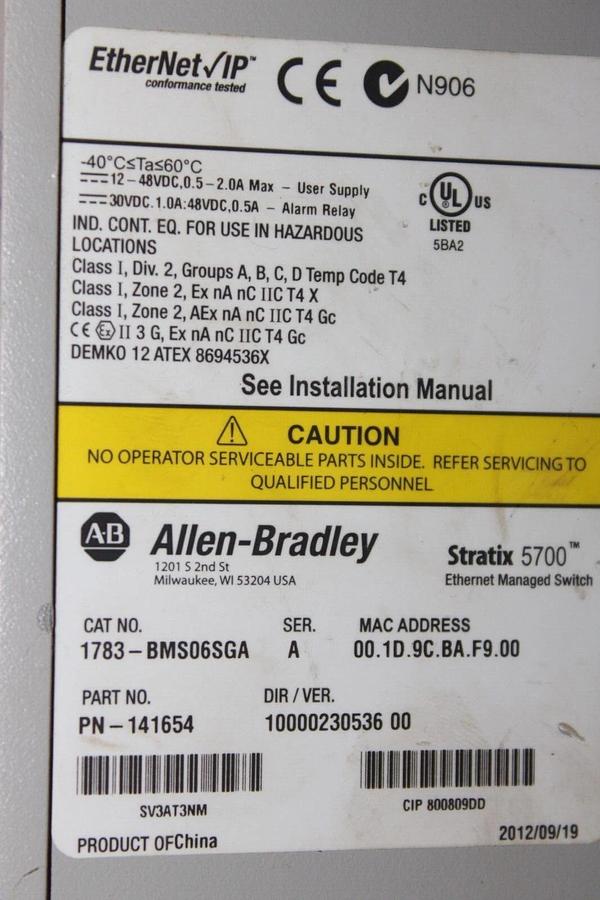 EtherNet/IP™ CE N906
conformance tested
-40°C≤Ta≤60°C
12-48VDC,0.5-2.0A Max - User Supply
30VDC.1.0A:48VDC,0.5A - Alarm Relay
C UL US
LISTED
5BA2
IND. CONT. EQ. FOR USE IN HAZARDOUS
LOCATIONS
Class I, Div. 2, Groups A, B, C, D Temp Code T4
Class I, Zone 2, Ex nA nC IIC T4 X
Class I, Zone 2, AEx nA nC IIC T4 Gc
CE Ex II 3 G, Ex nA nC IIC T4 Gc
DEMKO 12 ATEX 8694536X
See Installation Manual
CAUTION
NO OPERATOR SERVICEABLE PARTS INSIDE. REFER SERVICING TO
QUALIFIED PERSONNEL
A-B Allen-Bradley
1201 S 2nd St
Milwaukee, WI 53204 USA
Stratix 5700™
Ethernet Managed Switch
CAT NO. SER. MAC ADDRESS
1783-BMS06SGA A 00.1D.9C.BA.F9.00
PART NO. DIR / VER.
PN-141654 10000230536 00
SV3AT3NM CIP 800809DD
PRODUCT OFChina 2012/09/19